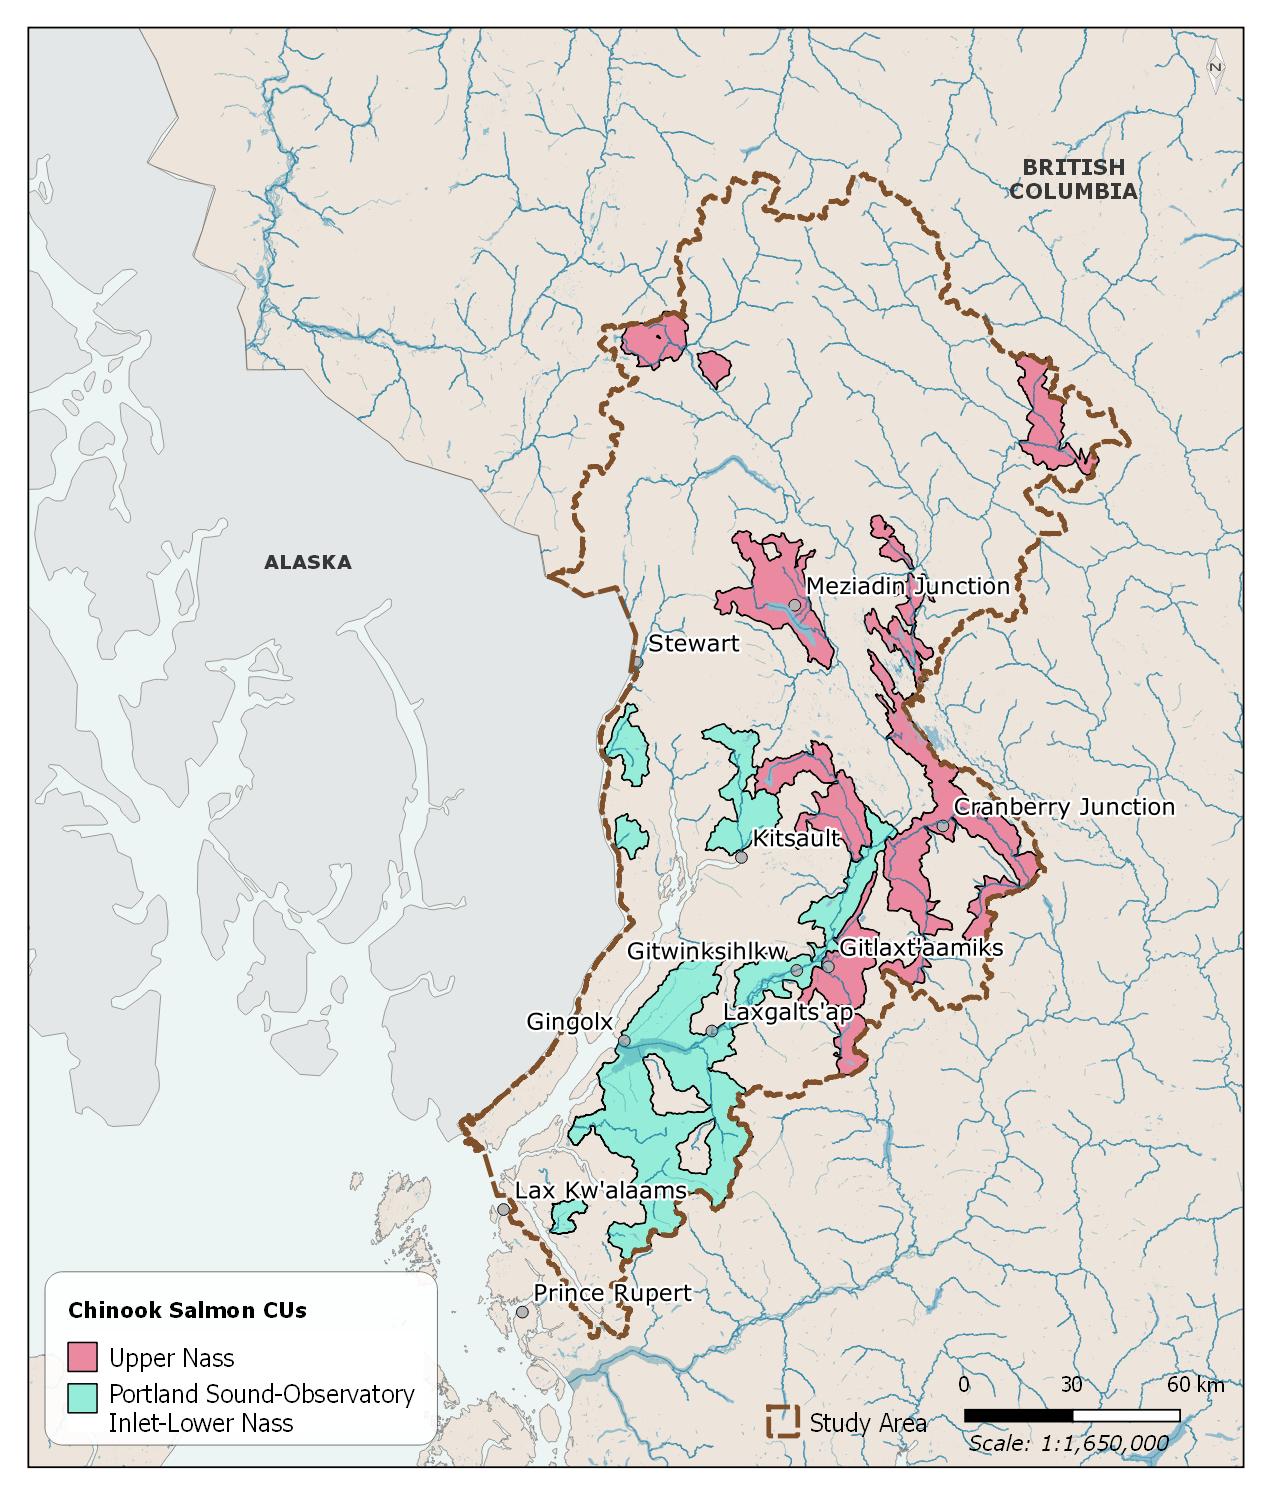 N
BRITISH
COLUMBIA
ALASKA
Meziadin Junction
Stewart
Cranberry Junction
Kitsault
Gitwinksihlkw
Gitlaxt'aamiks
Laxgalts'ap
Gingolx
Lax Kw'alaams
Prince Rupert
Chinook Salmon CUs
Upper Nass
Portland Sound-Observatory
Inlet-Lower Nass
Study Area
0 30 60 km
Scale: 1:1,650,000